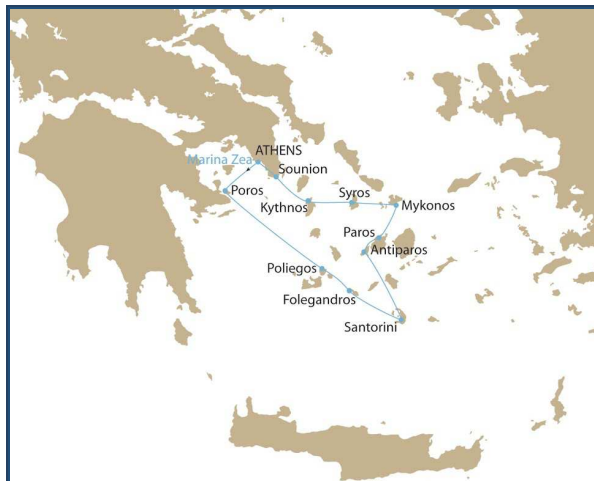 ATHENS
Marina Zea
Sounion
Poros
Syros
Kythnos
Mykonos
Paros
Antiparos
Poliegos
Folegandros
Santorini